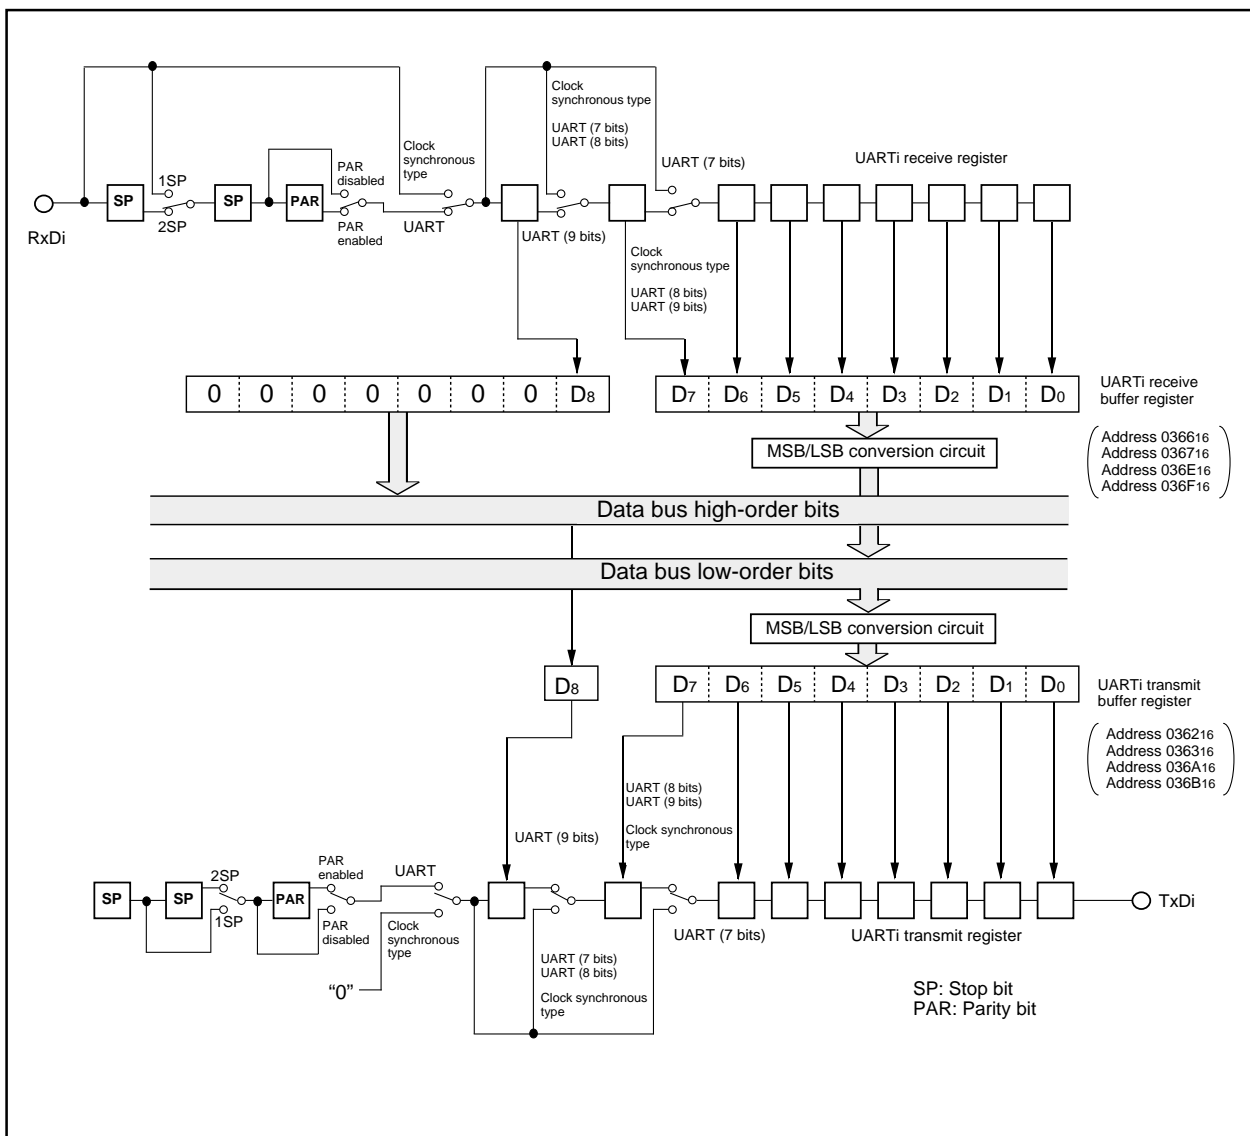 Clock
synchronous type
UART (7 bits)
UART (8 bits)
Clock
synchronous
type
PAR
disabled
UART (7 bits)
UARTi receive register
1SP
SP
SP
PAR
2SP
PAR
enabled
UART
UART (9 bits)
RxDi
Clock
synchronous type
UART (8 bits)
UART (9 bits)
0 0 0 0 0 0 0 D8
D7 D6 D5 D4 D3 D2 D1 D0
UARTi receive
buffer register
MSB/LSB conversion circuit
Address 036616
Address 036716
Address 036E16
Address 036F16
Data bus high-order bits
Data bus low-order bits
MSB/LSB conversion circuit
D8
D7 D6 D5 D4 D3 D2 D1 D0
UARTi transmit
buffer register
Address 036216
Address 036316
Address 036A16
Address 036B16
UART (8 bits)
UART (9 bits)
Clock synchronous
type
UART (9 bits)
PAR
enabled
UART
2SP
SP
SP
PAR
1SP
PAR
disabled
Clock
synchronous
type
TxDi
UART (7 bits)
UARTi transmit register
UART (7 bits)
UART (8 bits)
Clock synchronous
type
“0”
SP: Stop bit
PAR: Parity bit